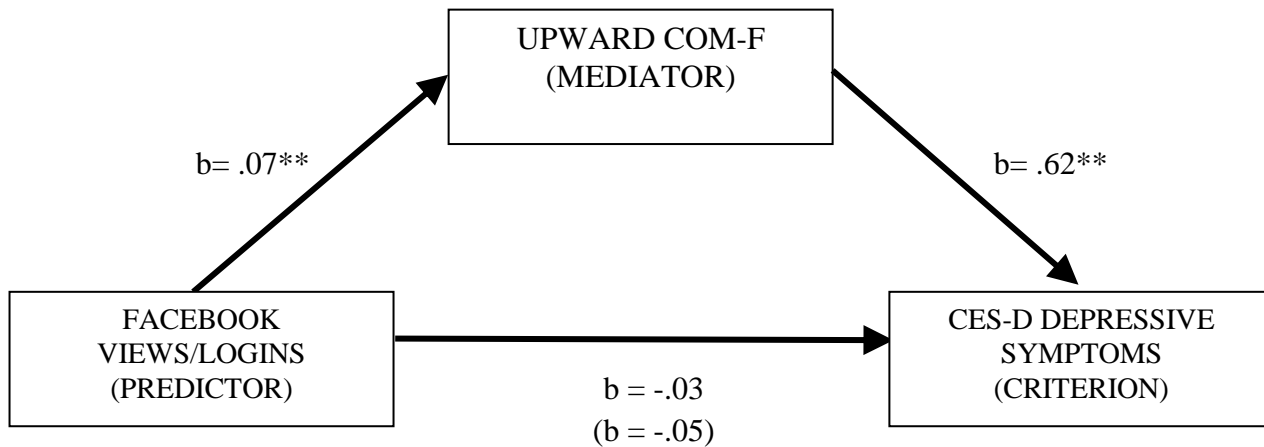 UPWARD COM-F
(MEDIATOR)
b= .07**
b= .62**
FACEBOOK
VIEWS/LOGINS
(PREDICTOR)
CES-D DEPRESSIVE
SYMPTOMS
(CRITERION)
b = -.03
(b = -.05)